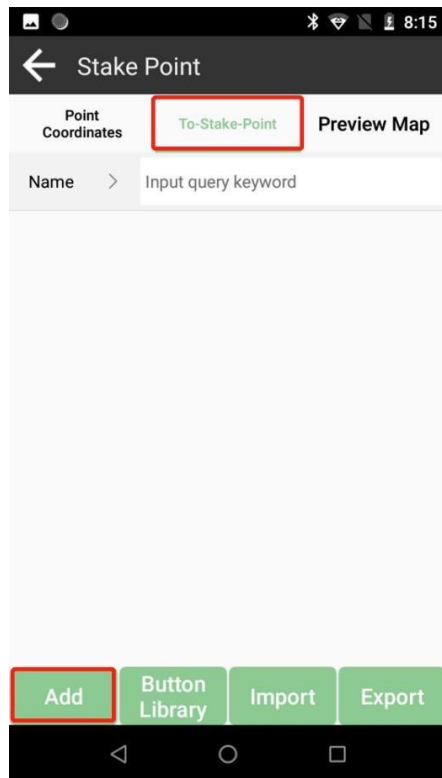 8:15
Stake Point
Point
Coordinates
To-Stake-Point
Preview Map
Name
Input query keyword
Add
Button
Library
Import
Export